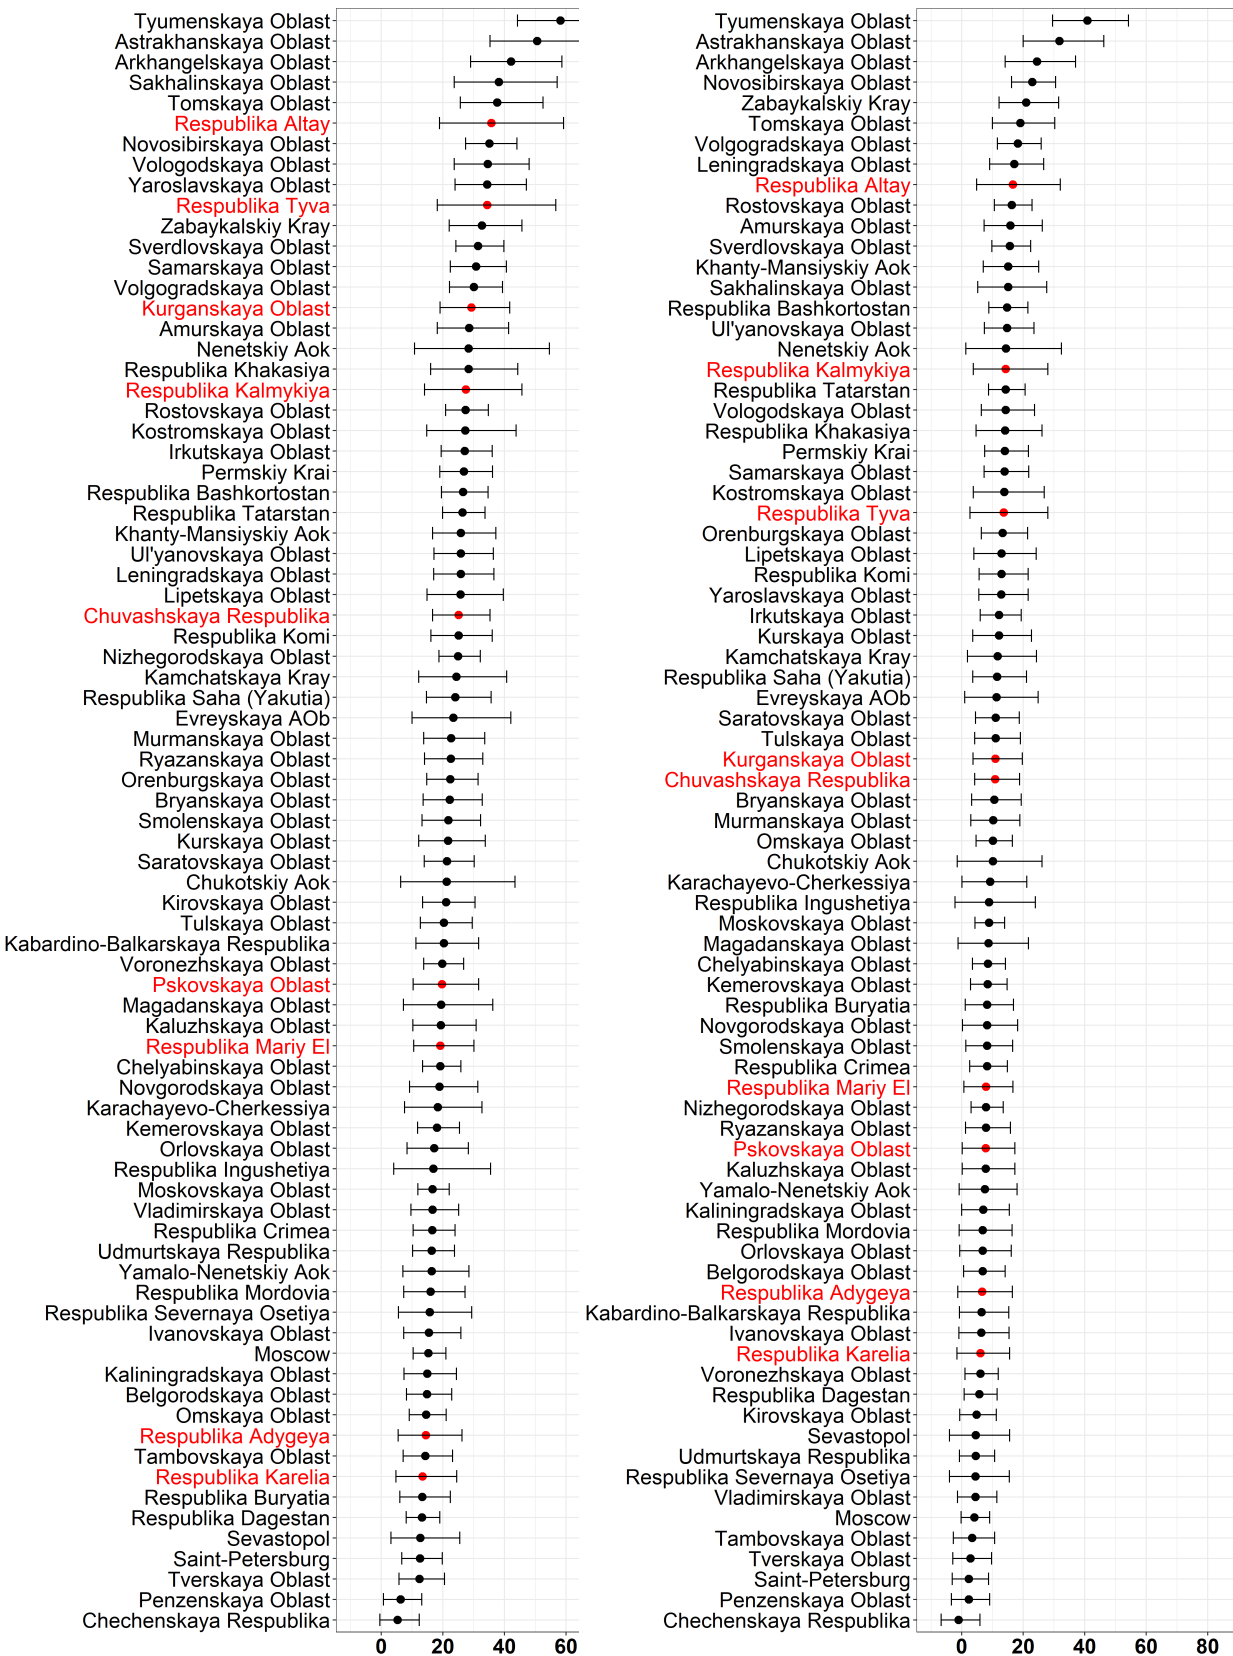 Tyumenskaya Oblast
Astrakhanskaya Oblast
Arkhangelskaya Oblast
Sakhalinskaya Oblast
Tomskaya Oblast
Respublika Altay
Novosibirskaya Oblast
Vologodskaya Oblast
Yaroslavskaya Oblast
Respublika Tyva
Zabaykalskiy Kray
Sverdlovskaya Oblast
Samarskaya Oblast
Volgogradskaya Oblast
Kurganskaya Oblast
Amurskaya Oblast
Nenetskiy Aok
Respublika Khakasiya
Respublika Kalmykiya
Rostovskaya Oblast
Kostromskaya Oblast
Irkutskaya Oblast
Permskiy Krai
Respublika Bashkortostan
Respublika Tatarstan
Khanty-Mansiyskiy Aok
Ul'yanovskaya Oblast
Leningradskaya Oblast
Lipetskaya Oblast
Chuvashskaya Respublika
Respublika Komi
Nizhegorodskaya Oblast
Kamchatskaya Kray
Respublika Saha (Yakutia)
Evreyskaya AOb
Murmanskaya Oblast
Ryazanskaya Oblast
Orenburgskaya Oblast
Bryanskaya Oblast
Smolenskaya Oblast
Kurskaya Oblast
Saratovskaya Oblast
Chukotskiy Aok
Kirovskaya Oblast
Tulskaya Oblast
Kabardino-Balkarskaya Respublika
Voronezhskaya Oblast
Pskovskaya Oblast
Magadanskaya Oblast
Kaluzhskaya Oblast
Respublika Mariy El
Chelyabinskaya Oblast
Novgorodskaya Oblast
Karachayevo-Cherkessiya
Kemerovskaya Oblast
Orlovskaya Oblast
Respublika Ingushetiya
Moskovskaya Oblast
Vladimirskaya Oblast
Respublika Crimea
Udmurtskaya Respublika
Yamalo-Nenetskiy Aok
Respublika Mordovia
Respublika Severnaya Osetiya
Ivanovskaya Oblast
Moscow
Kaliningradskaya Oblast
Belgorodskaya Oblast
Omskaya Oblast
Respublika Adygeya
Tambovskaya Oblast
Respublika Karelia
Respublika Buryatia
Respublika Dagestan
Sevastopol
Saint-Petersburg
Tverskaya Oblast
Penzenskaya Oblast
Chechenskaya Respublika
0 20 40 60
Tyumenskaya Oblast
Astrakhanskaya Oblast
Arkhangelskaya Oblast
Novosibirskaya Oblast
Zabaykalskiy Kray
Tomskaya Oblast
Volgogradskaya Oblast
Leningradskaya Oblast
Respublika Altay
Rostovskaya Oblast
Amurskaya Oblast
Sverdlovskaya Oblast
Khanty-Mansiyskiy Aok
Sakhalinskaya Oblast
Respublika Bashkortostan
Ul'yanovskaya Oblast
Nenetskiy Aok
Respublika Kalmykiya
Respublika Tatarstan
Vologodskaya Oblast
Respublika Khakasiya
Permskiy Krai
Samarskaya Oblast
Kostromskaya Oblast
Respublika Tyva
Orenburgskaya Oblast
Lipetskaya Oblast
Respublika Komi
Yaroslavskaya Oblast
Irkutskaya Oblast
Kurskaya Oblast
Kamchatskaya Kray
Respublika Saha (Yakutia)
Evreyskaya AOb
Saratovskaya Oblast
Tulskaya Oblast
Kurganskaya Oblast
Chuvashskaya Respublika
Bryanskaya Oblast
Murmanskaya Oblast
Omskaya Oblast
Chukotskiy Aok
Karachayevo-Cherkessiya
Respublika Ingushetiya
Moskovskaya Oblast
Magadanskaya Oblast
Chelyabinskaya Oblast
Kemerovskaya Oblast
Respublika Buryatia
Novgorodskaya Oblast
Smolenskaya Oblast
Respublika Crimea
Respublika Mariy El
Nizhegorodskaya Oblast
Ryazanskaya Oblast
Pskovskaya Oblast
Kaluzhskaya Oblast
Yamalo-Nenetskiy Aok
Kaliningradskaya Oblast
Respublika Mordovia
Orlovskaya Oblast
Belgorodskaya Oblast
Respublika Adygeya
Kabardino-Balkarskaya Respublika
Ivanovskaya Oblast
Respublika Karelia
Voronezhskaya Oblast
Respublika Dagestan
Kirovskaya Oblast
Sevastopol
Udmurtskaya Respublika
Respublika Severnaya Osetiya
Vladimirskaya Oblast
Moscow
Tambovskaya Oblast
Tverskaya Oblast
Saint-Petersburg
Penzenskaya Oblast
Chechenskaya Respublika
0 20 40 60 80